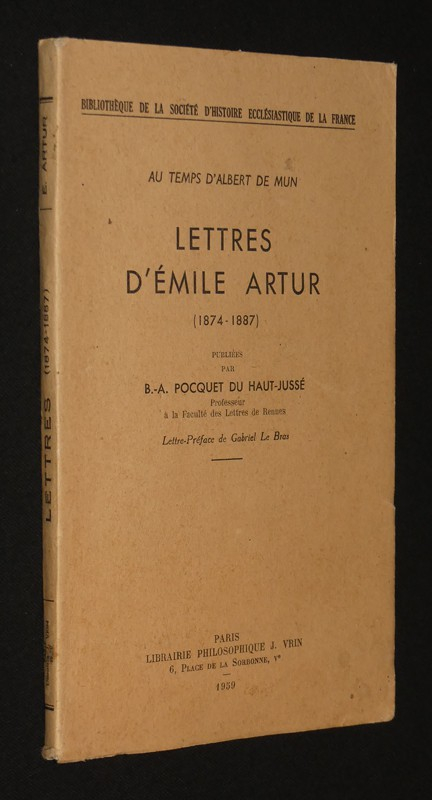 BIBLIOTHÈQUE DE LA SOCIÉTÉ D'HISTOIRE ECCLÉSIASTIQUE DE LA FRANCE
AU TEMPS D'ALBERT DE MUN
LETTRES
D'ÉMILE ARTUR
(1874-1887)
PUBLIÉES
PAR
B.-A. POCQUET DU HAUT-JUSSÉ
Professeur
à la Faculté des Lettres de Rennes
Lettre-Préface de Gabriel Le Bras
PARIS
LIBRAIRIE PHILOSOPHIQUE J. VRIN
6, PLACE DE LA SORBONNE, Vᵉ
1959
E. ARTUR
LETTRES (1874-1887)